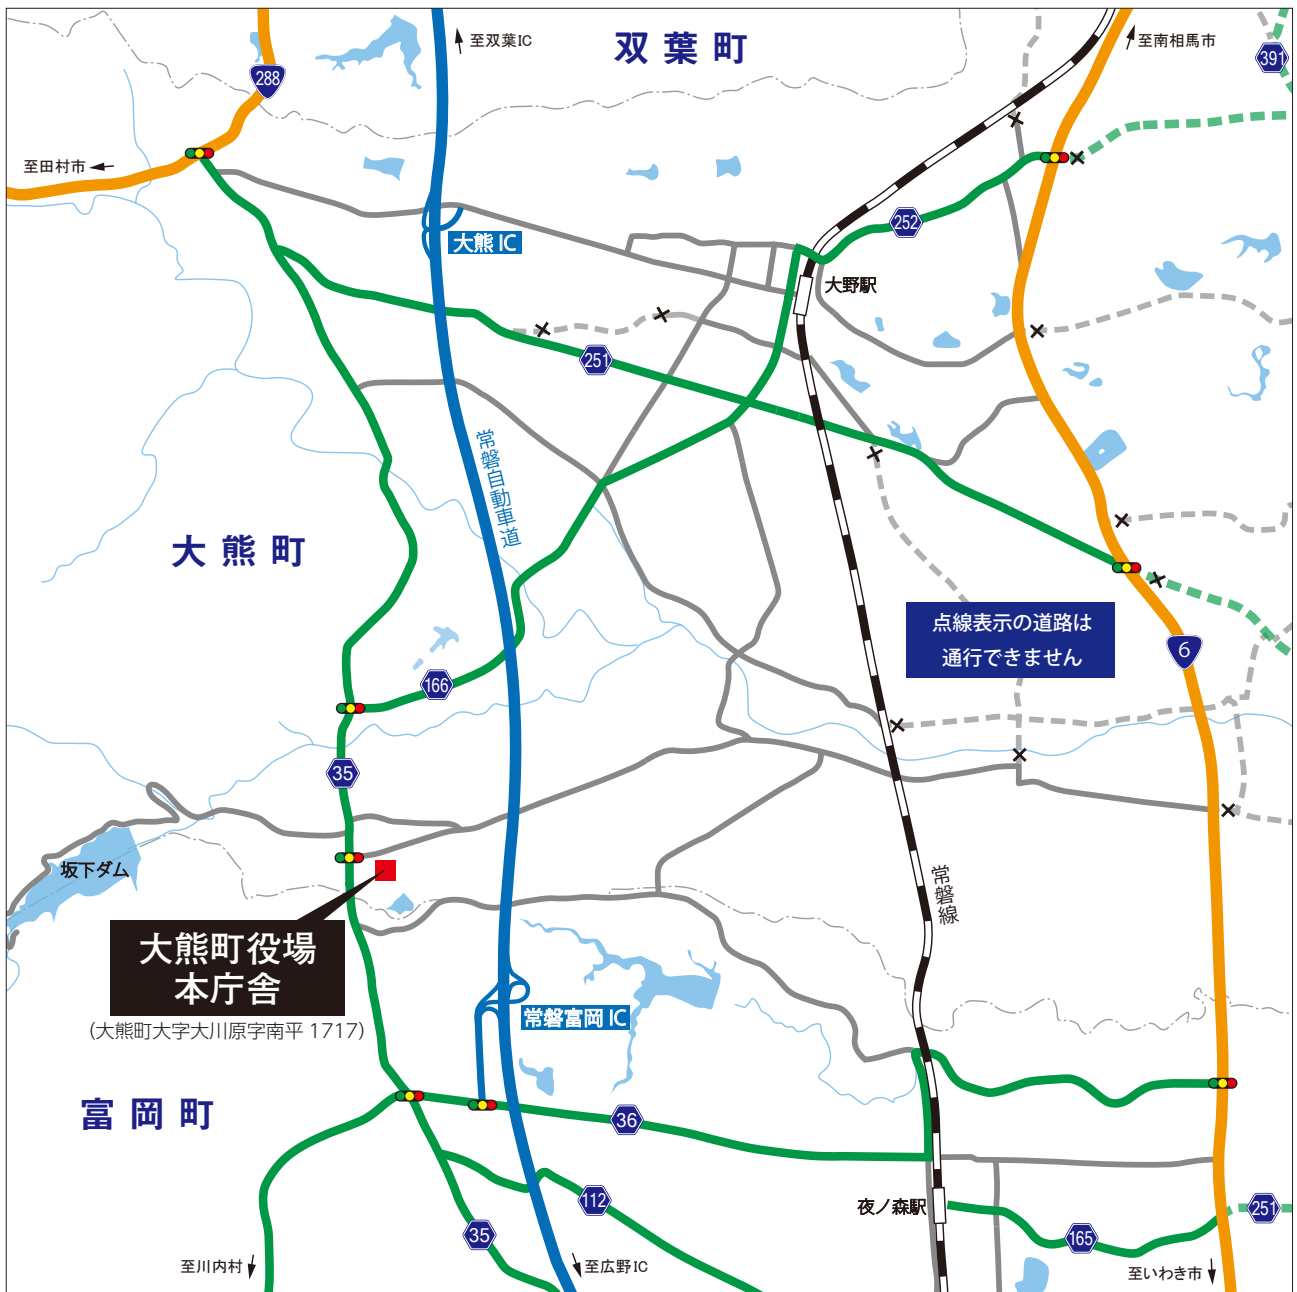 至双葉IC
双葉町
至南相馬市
391
288
至田村市
252
大熊 IC
大野駅
251
常磐自動車道
大熊町
点線表示の道路は
通行できません
6
166
35
坂下ダム
常磐線
大熊町役場
本庁舎
(大熊町大字大川原字南平 1717)
常磐富岡 IC
富岡町
36
112
夜ノ森駅
251
35
165
至川内村
至広野IC
至いわき市